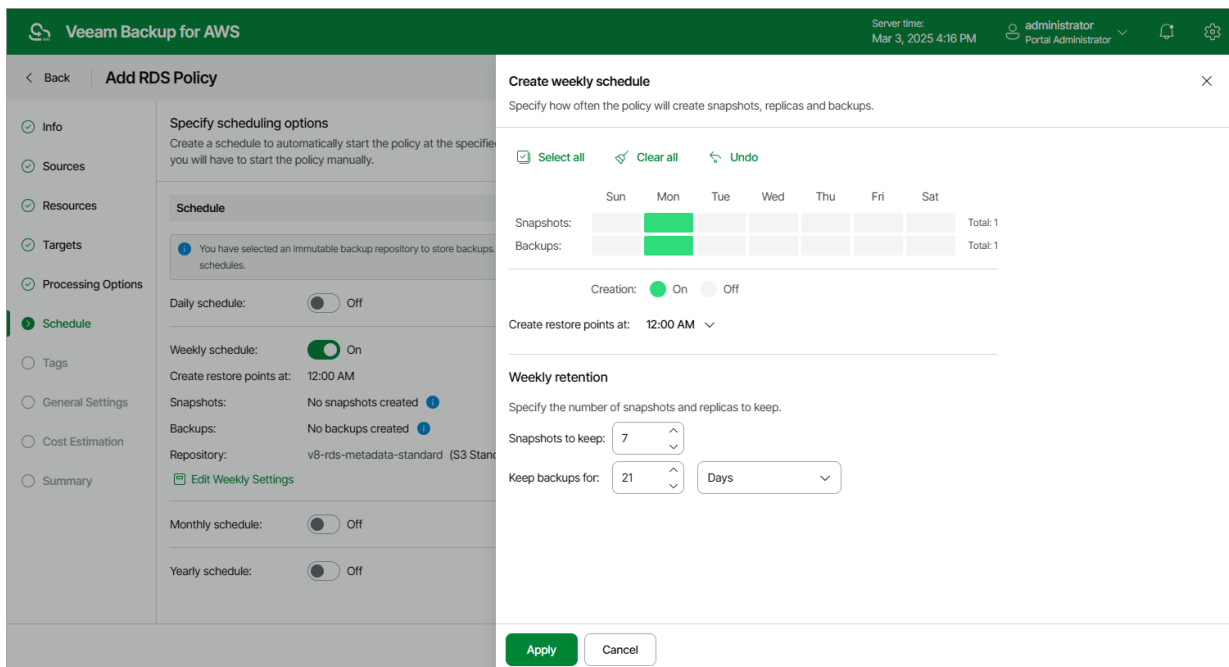 Veeam Backup for AWS
Server time:
Mar 3, 2025 4:16 PM
administrator
Portal Administrator
Back
Add RDS Policy
Info
Sources
Resources
Targets
Processing Options
Schedule
Tags
General Settings
Cost Estimation
Summary
Specify scheduling options
Create a schedule to automatically start the policy at the specifie
you will have to start the policy manually.
Schedule
You have selected an immutable backup repository to store backups.
schedules.
Daily schedule: Off
Weekly schedule: On
Create restore points at: 12:00 AM
Snapshots: No snapshots created
Backups: No backups created
Repository: v8-rds-metadata-standard (S3 Stan
Edit Weekly Settings
Monthly schedule: Off
Yearly schedule: Off
Create weekly schedule
Specify how often the policy will create snapshots, replicas and backups.
Select all Clear all Undo
Sun Mon Tue Wed Thu Fri Sat
Snapshots: Total: 1
Backups: Total: 1
Creation: On Off
Create restore points at: 12:00 AM
Weekly retention
Specify the number of snapshots and replicas to keep.
Snapshots to keep: 7
Keep backups for: 21 Days
Apply Cancel